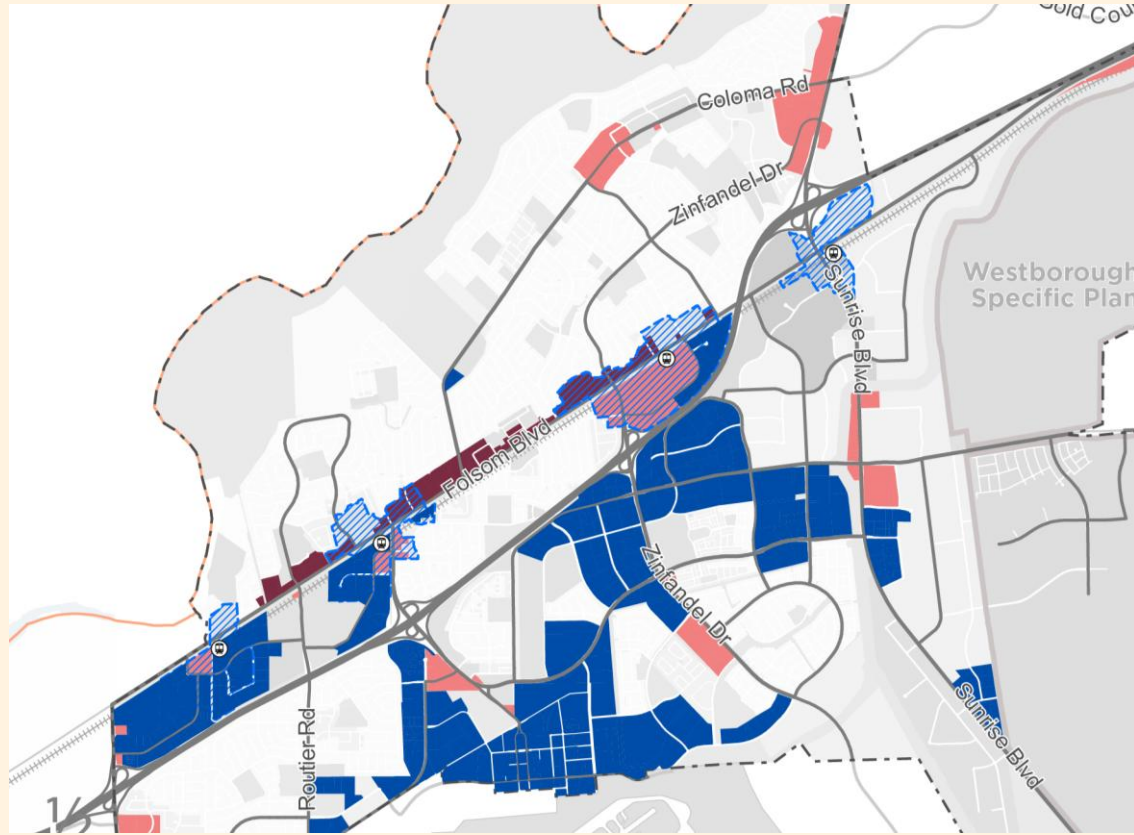 Coloma Rd
Zinfandel Dr
Westborough
Specific Plan
Sunrise Blvd
Folsom Blvd
Zinfandel Dr
Routier Rd
Sunrise Blvd